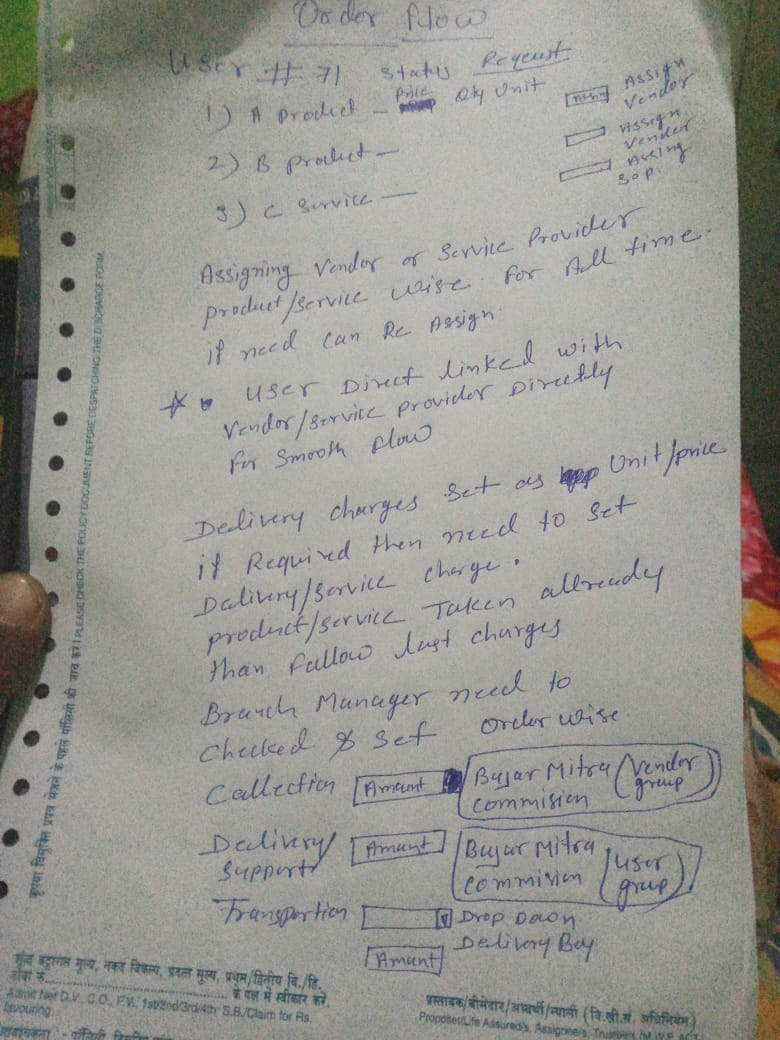 Order flow
User # 71 Status Reqeust
1) A product - Price Qty Unit Assign Vendor
2) B product - Assign Vendor
3) C Service - Assing SOP
Assigning Vendor or Service Provider
product/service wise for All time.
if need can Re Assign
* • User Direct linked with
Vendor/service provider Directly
for Smooth flow
Delivery charges set as Unit/price
if Required then need to set
Delivery/service charge.
product/service Taken allready
than fallow last charges
Branch Manager need to
Checked & Set order wise
Collection Amount Bajar Mitra commision (Vendor group)
Delivery Support Amount Bajar Mitra commision (User group)
Transportion Drop Down
Delivery Boy
Amount
कृपया विमुक्ति प्रपत्र भेजने के पहले पॉलिसी की जांच करें I PLEASE CHECK THE POLICY DOCUMENT BEFORE DESPATCHING THE DISCHARGE FORM.
शुद्ध बट्टागत मूल्य, नकद विकल्प, प्रदत्त मूल्य, प्रथम/द्वितीय वि./हि.
के पक्ष में स्वीकार करें.
Admit Net D.V. C.O., P.V. 1st/2nd/3rd/4th S.B./Claim for Rs.
favouring
प्रस्तावक/बीमेदार/अभ्यर्थी/न्यासी (वि.स्त्री.सं. अधिनियम)
Proposer/Life Assured/s, Assignee/s, Trustees (M.W.P. ACT